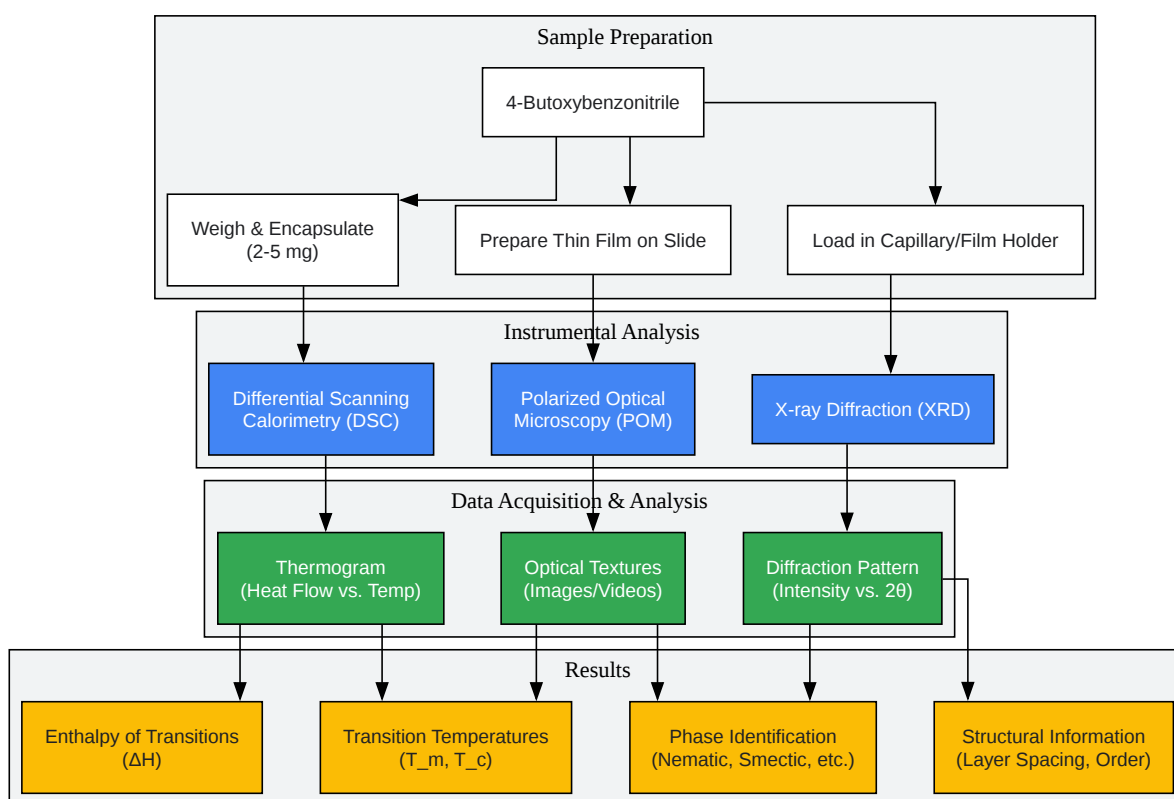 Sample Preparation
4-Butoxybenzonitrile
Weigh & Encapsulate
(2-5 mg)
Prepare Thin Film on Slide
Load in Capillary/Film Holder
Instrumental Analysis
Differential Scanning
Calorimetry (DSC)
Polarized Optical
Microscopy (POM)
X-ray Diffraction (XRD)
Data Acquisition & Analysis
Thermogram
(Heat Flow vs. Temp)
Optical Textures
(Images/Videos)
Diffraction Pattern
(Intensity vs. 2θ)
Results
Enthalpy of Transitions
(ΔH)
Transition Temperatures
(T_m, T_c)
Phase Identification
(Nematic, Smectic, etc.)
Structural Information
(Layer Spacing, Order)